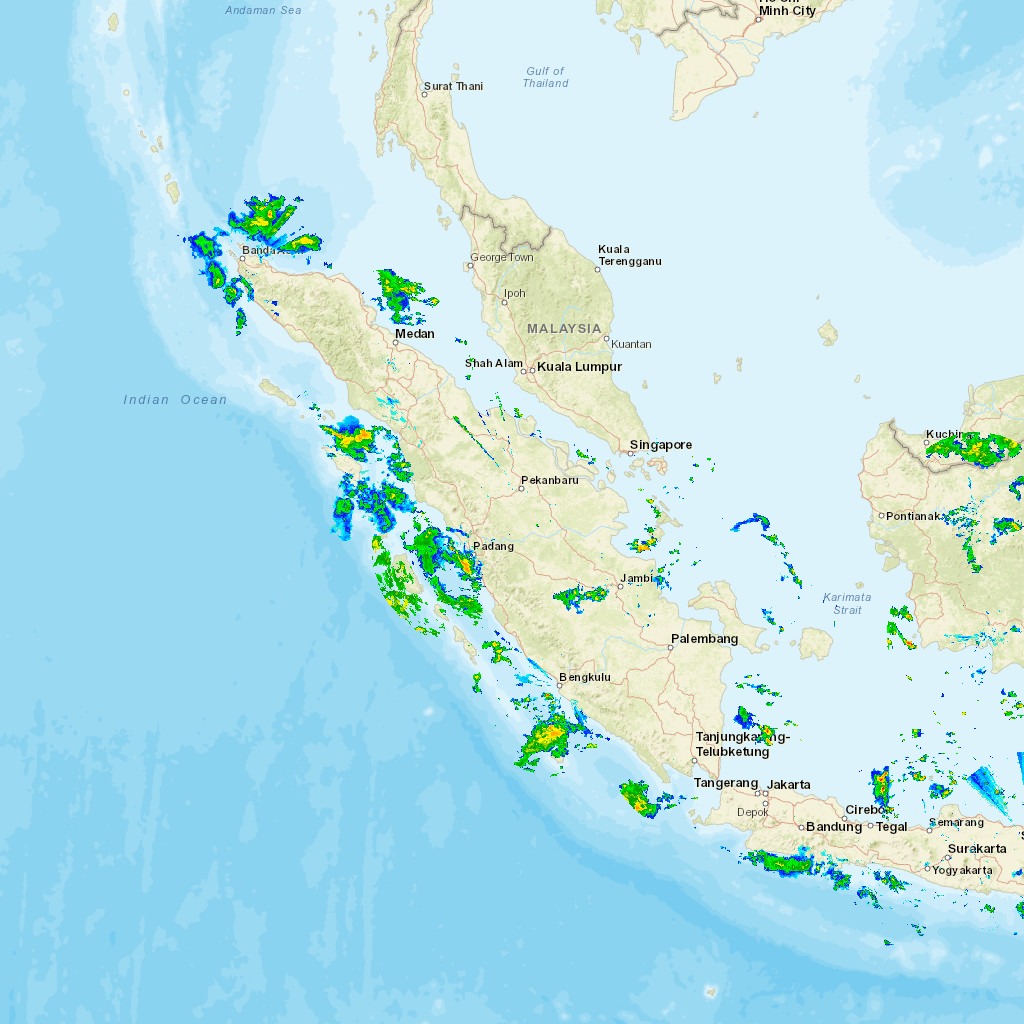 Andaman Sea
Minh City
Gulf of
Thailand
Surat Thani
Banda
George Town
Kuala
Terengganu
Ipoh
MALAYSIA
Medan
Kuantan
Shah Alam
Kuala Lumpur
Indian Ocean
Singapore
Kuching
Pekanbaru
Pontianak
Padang
Jambi
Karimata
Strait
Palembang
Bengkulu
Tanjungkarang-
Telubketung
Tangerang
Jakarta
Depok
Cirebon
Bandung
Tegal
Semarang
Surakarta
Yogyakarta